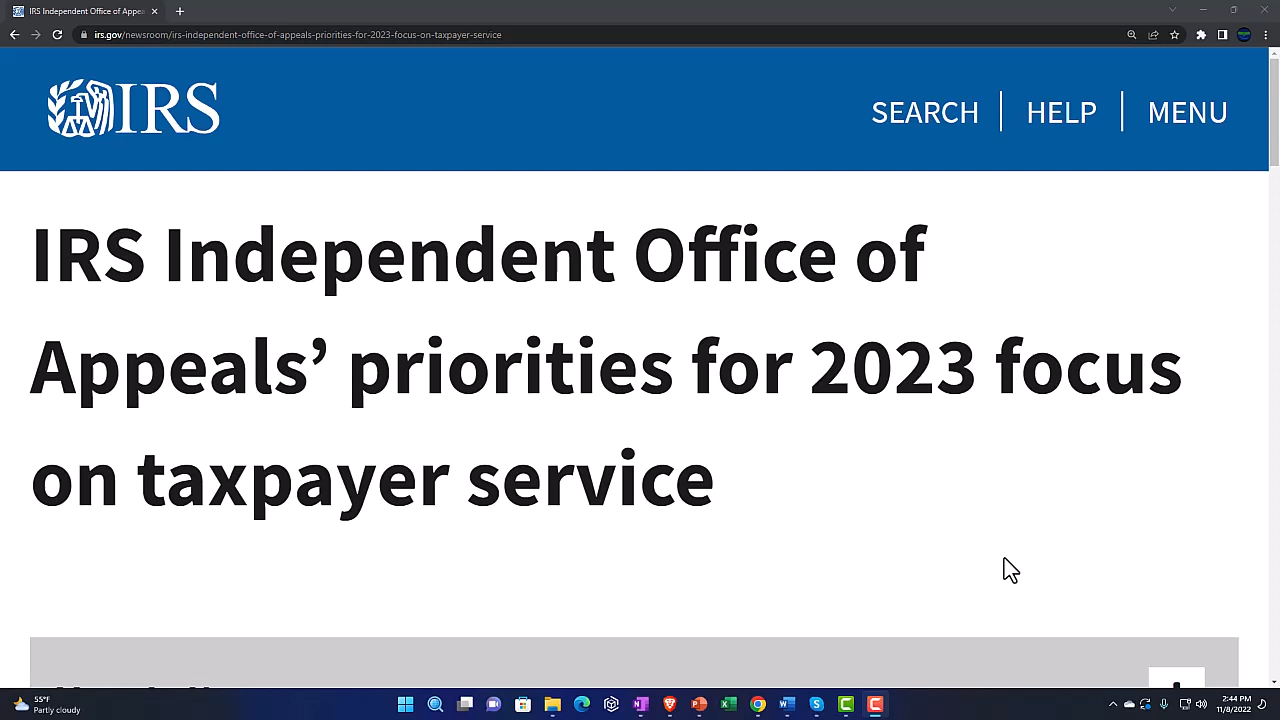 IRS Independent Office of Appea
irs.gov/newsroom/irs-independent-office-of-appeals-priorities-for-2023-focus-on-taxpayer-service
IRS
SEARCH
HELP
MENU
IRS Independent Office of
Appeals’ priorities for 2023 focus
on taxpayer service
55°F
Partly cloudy
2:44 PM
11/8/2022